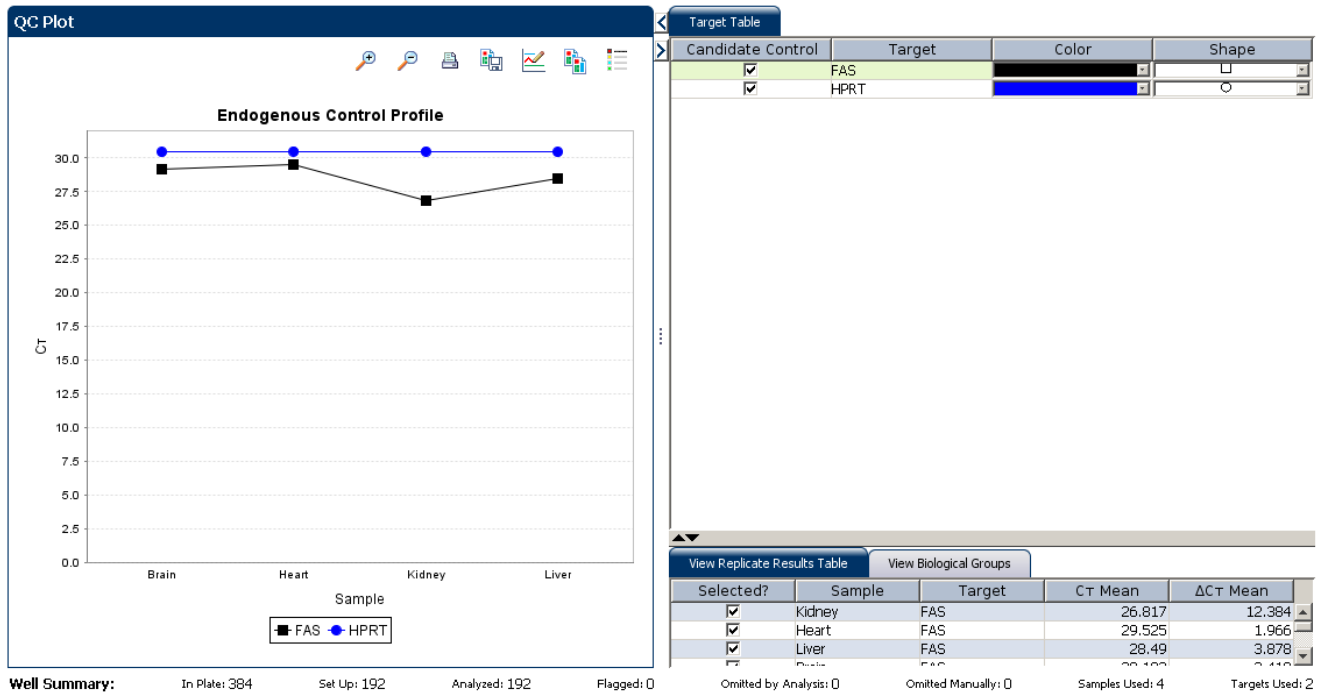 QC Plot
Endogenous Control Profile
30.0
27.5
25.0
22.5
20.0
17.5
15.0
12.5
10.0
7.5
5.0
2.5
0.0
Cт
Brain Heart Kidney Liver
Sample
FAS HPRT
Target Table
Candidate Control Target Color Shape
FAS
HPRT
View Replicate Results Table View Biological Groups
Selected? Sample Target Cт Mean ΔCт Mean
Kidney FAS 26.817 12.384
Heart FAS 29.525 1.966
Liver FAS 28.49 3.878
Well Summary: In Plate: 384 Set Up: 192 Analyzed: 192 Flagged: 0 Omitted by Analysis: 0 Omitted Manually: 0 Samples Used: 4 Targets Used: 2